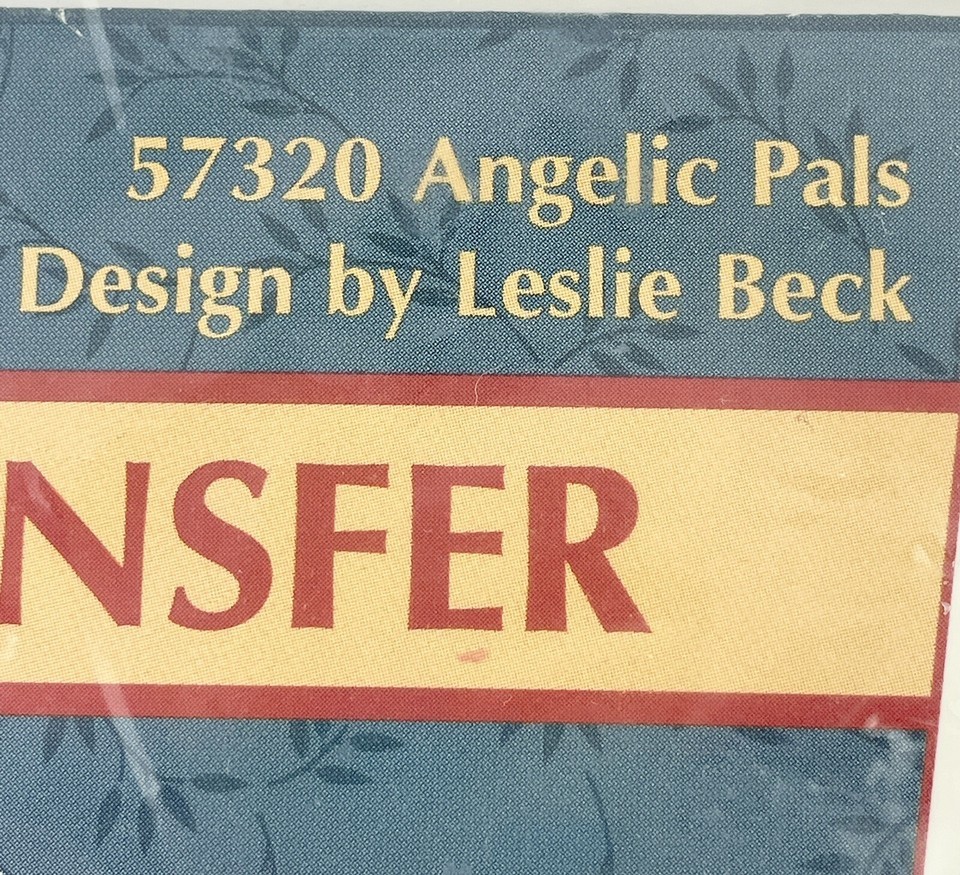 57320 Angelic Pals
Design by Leslie Beck
NSFER